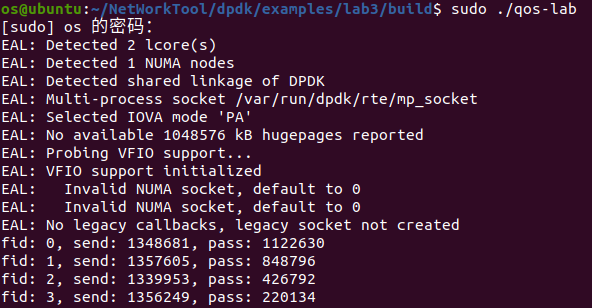 os@ubuntu:~/NetWorkTool/dpdk/examples/lab3/build$ sudo ./qos-lab
[sudo] os 的密码：
EAL: Detected 2 lcore(s)
EAL: Detected 1 NUMA nodes
EAL: Detected shared linkage of DPDK
EAL: Multi-process socket /var/run/dpdk/rte/mp_socket
EAL: Selected IOVA mode 'PA'
EAL: No available 1048576 kB hugepages reported
EAL: Probing VFIO support...
EAL: VFIO support initialized
EAL:   Invalid NUMA socket, default to 0
EAL:   Invalid NUMA socket, default to 0
EAL: No legacy callbacks, legacy socket not created
fid: 0, send: 1348681, pass: 1122630
fid: 1, send: 1357605, pass: 848796
fid: 2, send: 1339953, pass: 426792
fid: 3, send: 1356249, pass: 220134